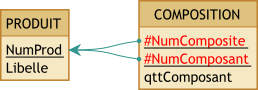 PRODUIT
NumProd
Libelle
COMPOSITION
#NumComposite
#NumComposant
qttComposant